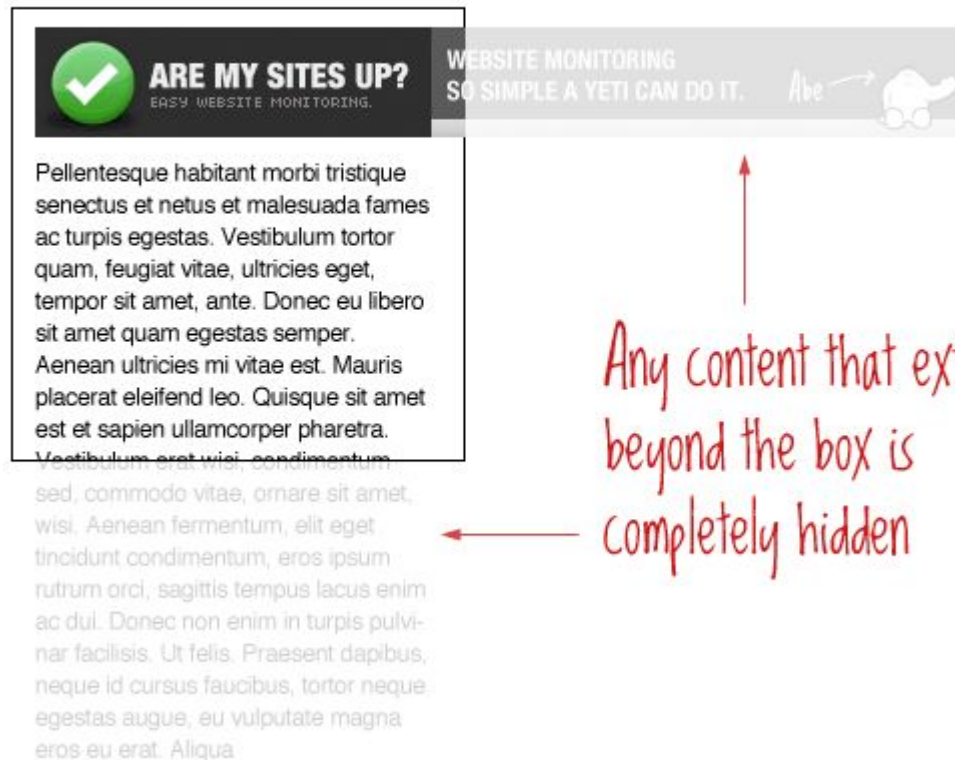 ARE MY SITES UP?
EASY WEBSITE MONITORING.
WEBSITE MONITORING
SO SIMPLE A YETI CAN DO IT.
Abe
Pellentesque habitant morbi tristique
senectus et netus et malesuada fames
ac turpis egestas. Vestibulum tortor
quam, feugiat vitae, ultricies eget,
tempor sit amet, ante. Donec eu libero
sit amet quam egestas semper.
Aenean ultricies mi vitae est. Mauris
placerat eleifend leo. Quisque sit amet
est et sapien ullamcorper pharetra.
Vestibulum erat wisi, condimentum
sed, commodo vitae, ornare sit amet,
wisi. Aenean fermentum, elit eget
tincidunt condimentum, eros ipsum
rutrum orci, sagittis tempus lacus enim
ac dui. Donec non enim in turpis pulvi-
nar facilisis. Ut felis. Praesent dapibus,
neque id cursus faucibus, tortor neque
egestas augue, eu vulputate magna
eros eu erat. Aliqua
Any content that ext
beyond the box is
completely hidden